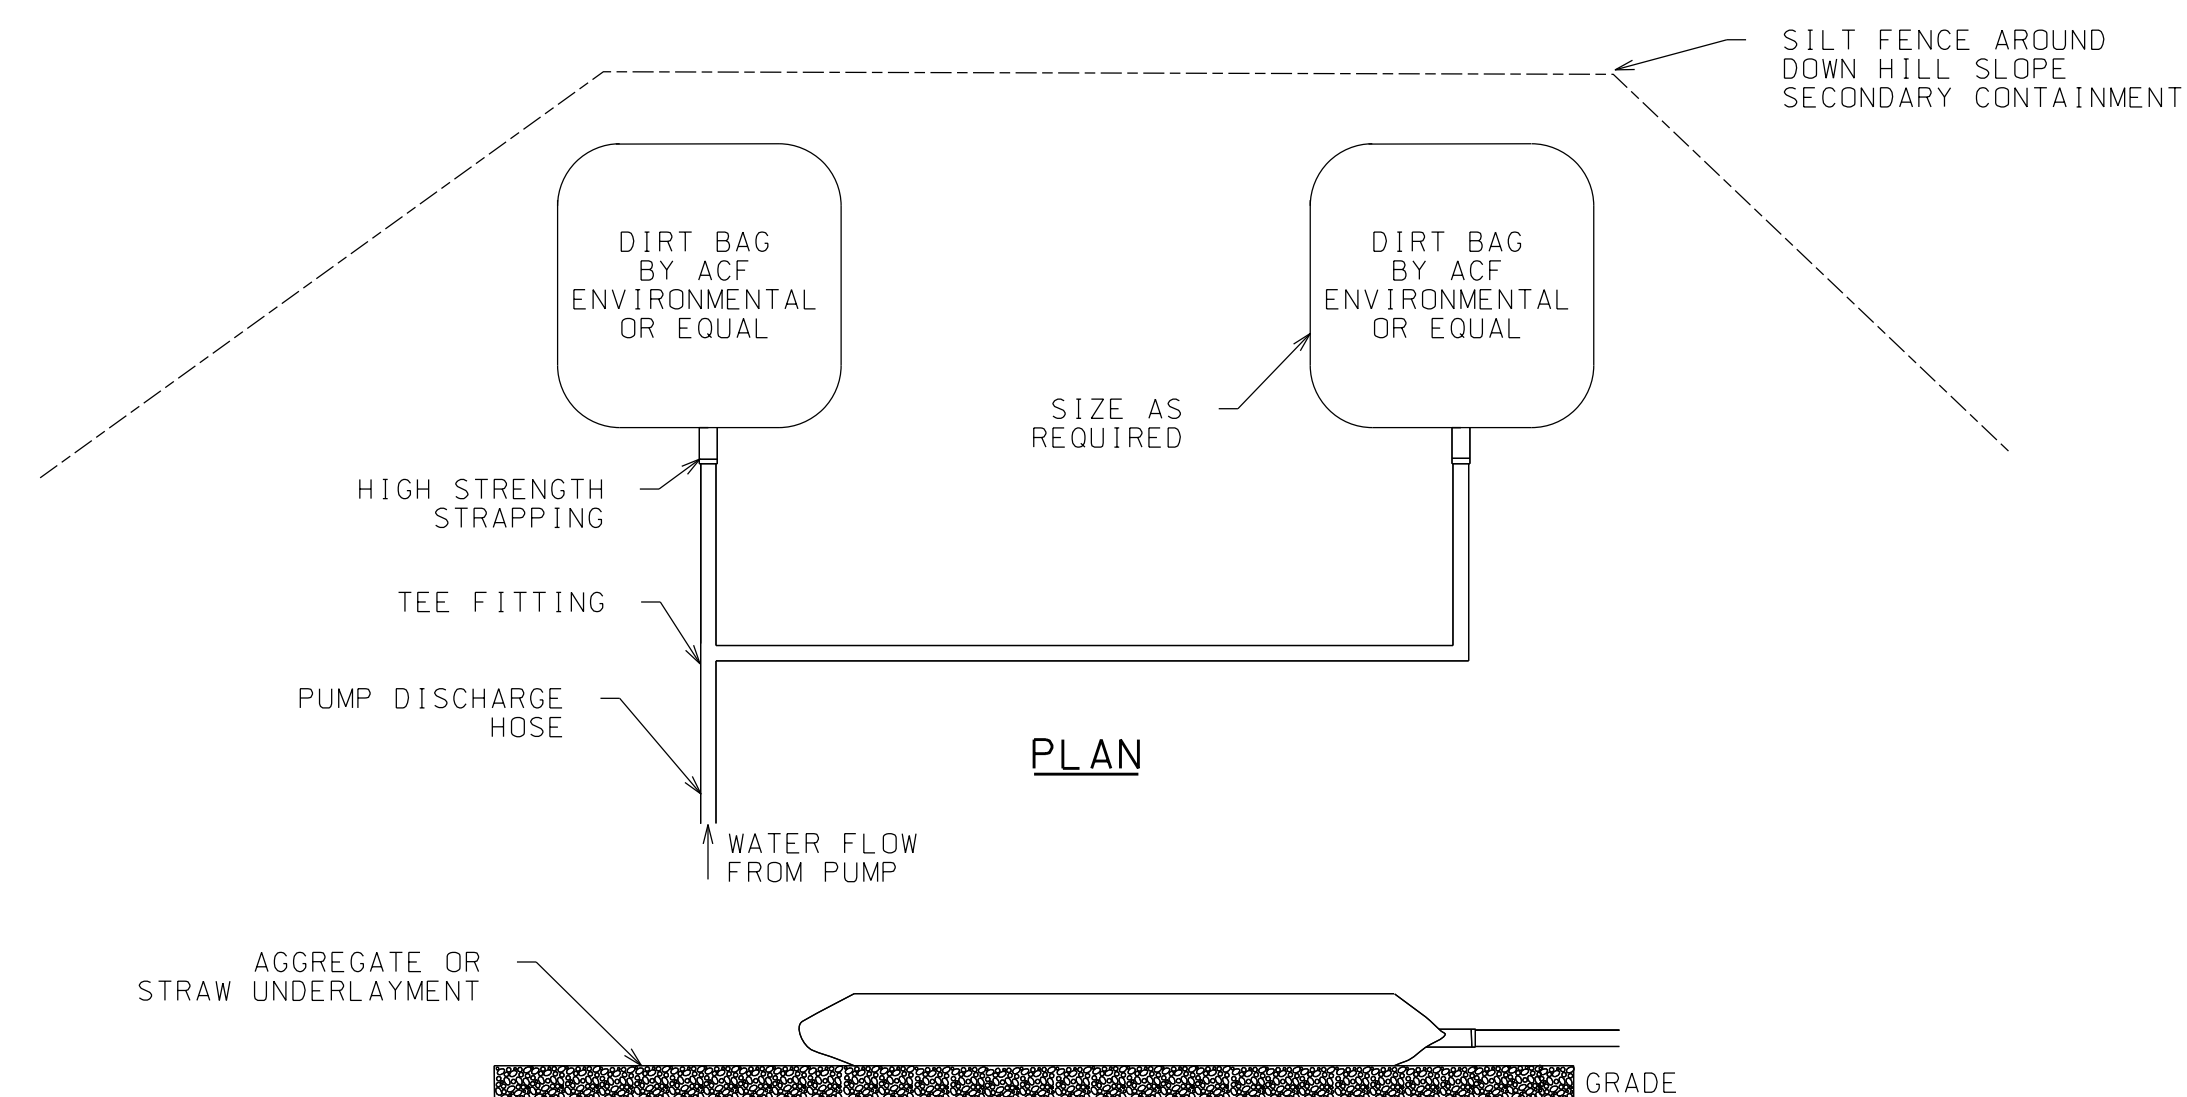 SILT FENCE AROUND
DOWN HILL SLOPE
SECONDARY CONTAINMENT
DIRT BAG
BY ACF
ENVIRONMENTAL
OR EQUAL
DIRT BAG
BY ACF
ENVIRONMENTAL
OR EQUAL
SIZE AS
REQUIRED
HIGH STRENGTH
STRAPPING
TEE FITTING
PUMP DISCHARGE
HOSE
PLAN
WATER FLOW
FROM PUMP
AGGREGATE OR
STRAW UNDERLAYMENT
GRADE